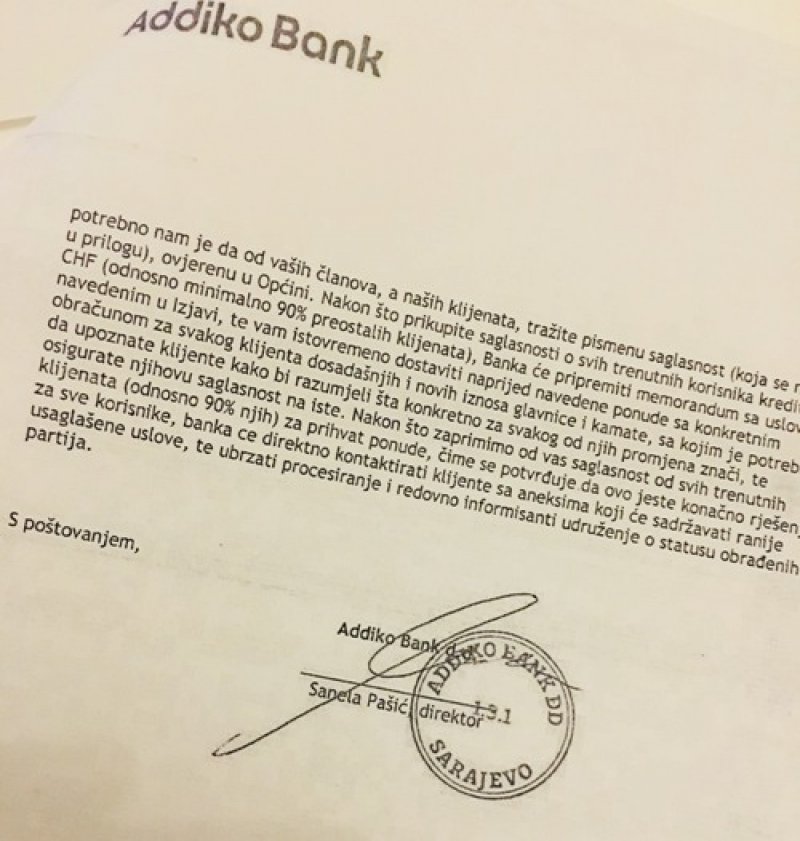 Addiko Bank
potrebno nam je da od vaših članova, a naših klijenata, tražite pismenu saglasnost (koja se n
u prilogu), ovjerenu u Općini. Nakon što prikupite saglasnosti o svih trenutnih korisnika kredit
CHF (odnosno minimalno 90% preostalih klijenata), Banka će pripremiti memorandum sa uslov
navedenim u Izjavi, te vam istovremeno dostaviti naprijed navedene ponude sa konkretnim
obračunom za svakog klijenta dosadašnjih i novih iznosa glavnice i kamate, sa kojim je potreb
da upoznate klijente kako bi razumjeli šta konkretno za svakog od njih promjena znači, te
osigurate njihovu saglasnost na iste. Nakon što zaprimimo od vas saglasnost od svih trenutnih
klijenata (odnosno 90% njih) za prihvat ponude, čime se potvrđuje da ovo jeste konačno rješen
za sve korisnike, banka ce direktno kontaktirati klijente sa aneksima koji će sadržavati ranije
usaglašene uslove, te ubrzati procesiranje i redovno informisanti udruženje o statusu obrađenih
partija.
S poštovanjem,
Addiko Bank d.
Sanela Pašić, direktor
ADDIKO BANK DD
1.3.1
SARAJEVO